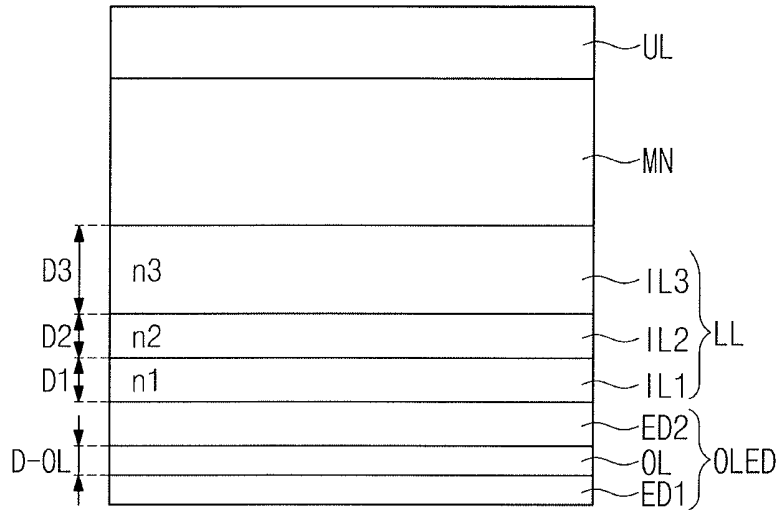 UL
MN
D3 n3 IL3
D2 n2 IL2 LL
D1 n1 IL1
ED2
D-OL OL OLED
ED1